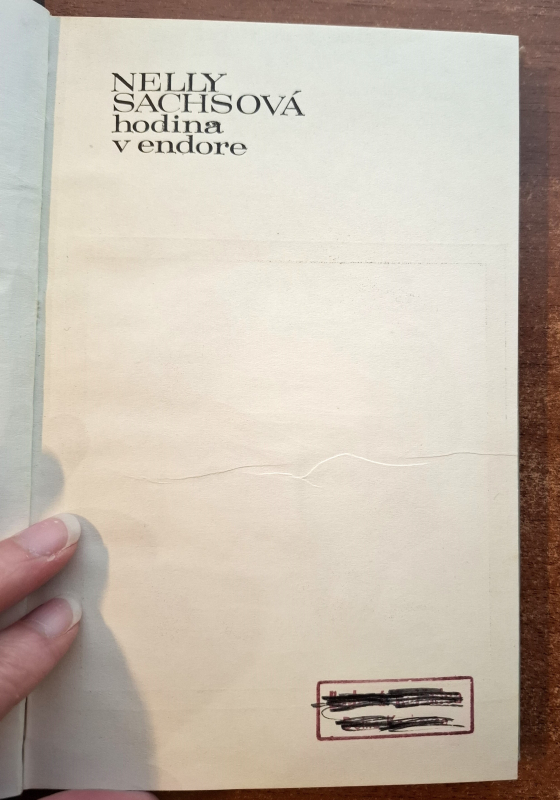 NELLY
SACHSOVÁ
hodina
v endore